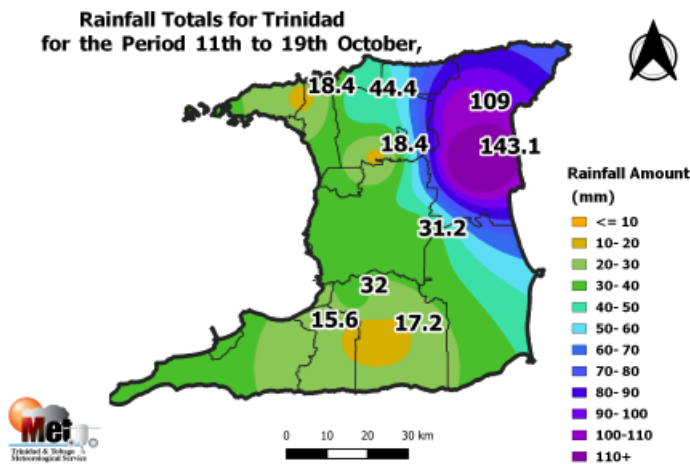 Rainfall Totals for Trinidad
for the Period 11th to 19th October,
18.4
44.4
109
18.4
143.1
31.2
32
15.6
17.2
Rainfall Amount
(mm)
<= 10
10- 20
20- 30
30- 40
40- 50
50- 60
60- 70
70- 80
80- 90
90- 100
100-110
110+
Met
Trinidad & Tobago
Meteorological Service
0 10 20 30 km